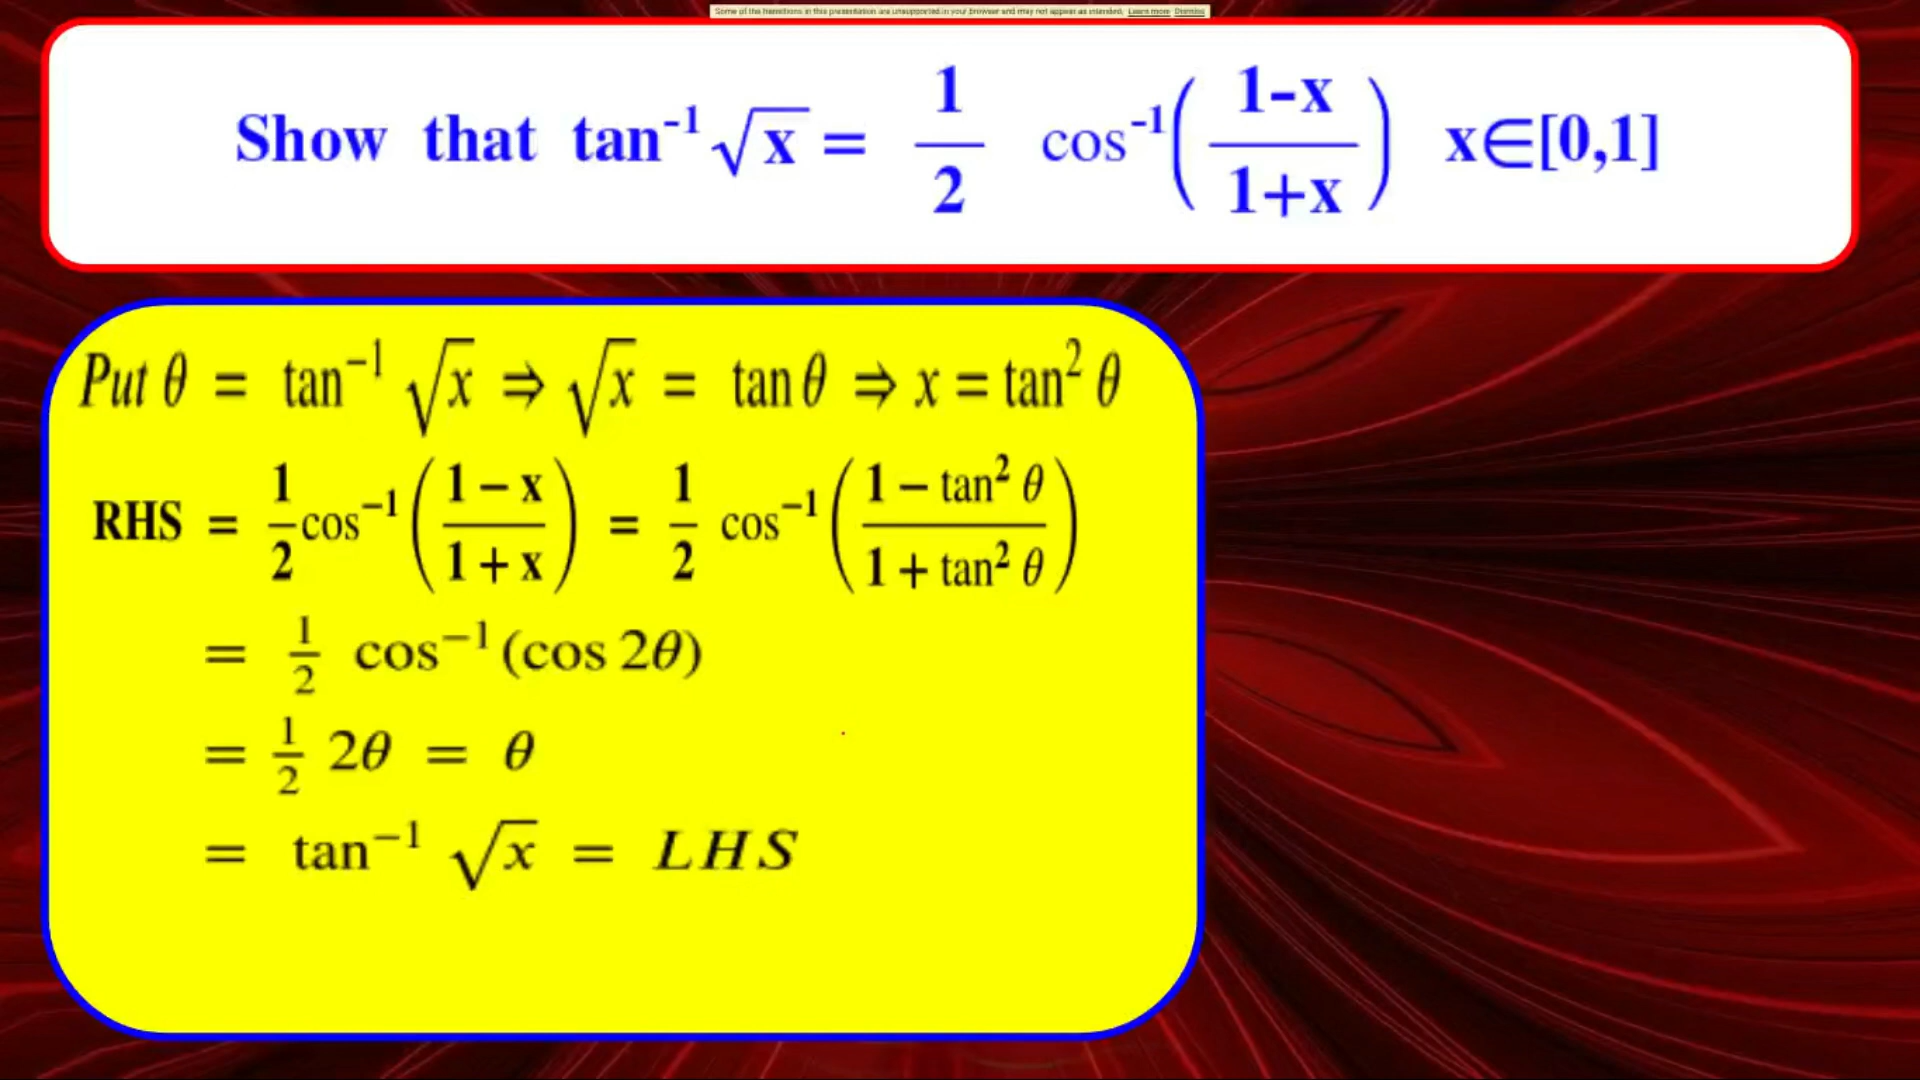 Some of the transitions in this presentation are unsupported in your browser and may not appear as intended. Learn more Dismiss
Show that tan⁻¹√x = 1/2 cos⁻¹((1-x)/(1+x)) x∈[0,1]
Put θ = tan⁻¹ √x ⇒ √x = tan θ ⇒ x = tan² θ
RHS = 1/2 cos⁻¹((1 − x)/(1 + x)) = 1/2 cos⁻¹((1 − tan² θ)/(1 + tan² θ))
= 1/2 cos⁻¹(cos 2θ)
= 1/2 2θ = θ
= tan⁻¹ √x = LHS